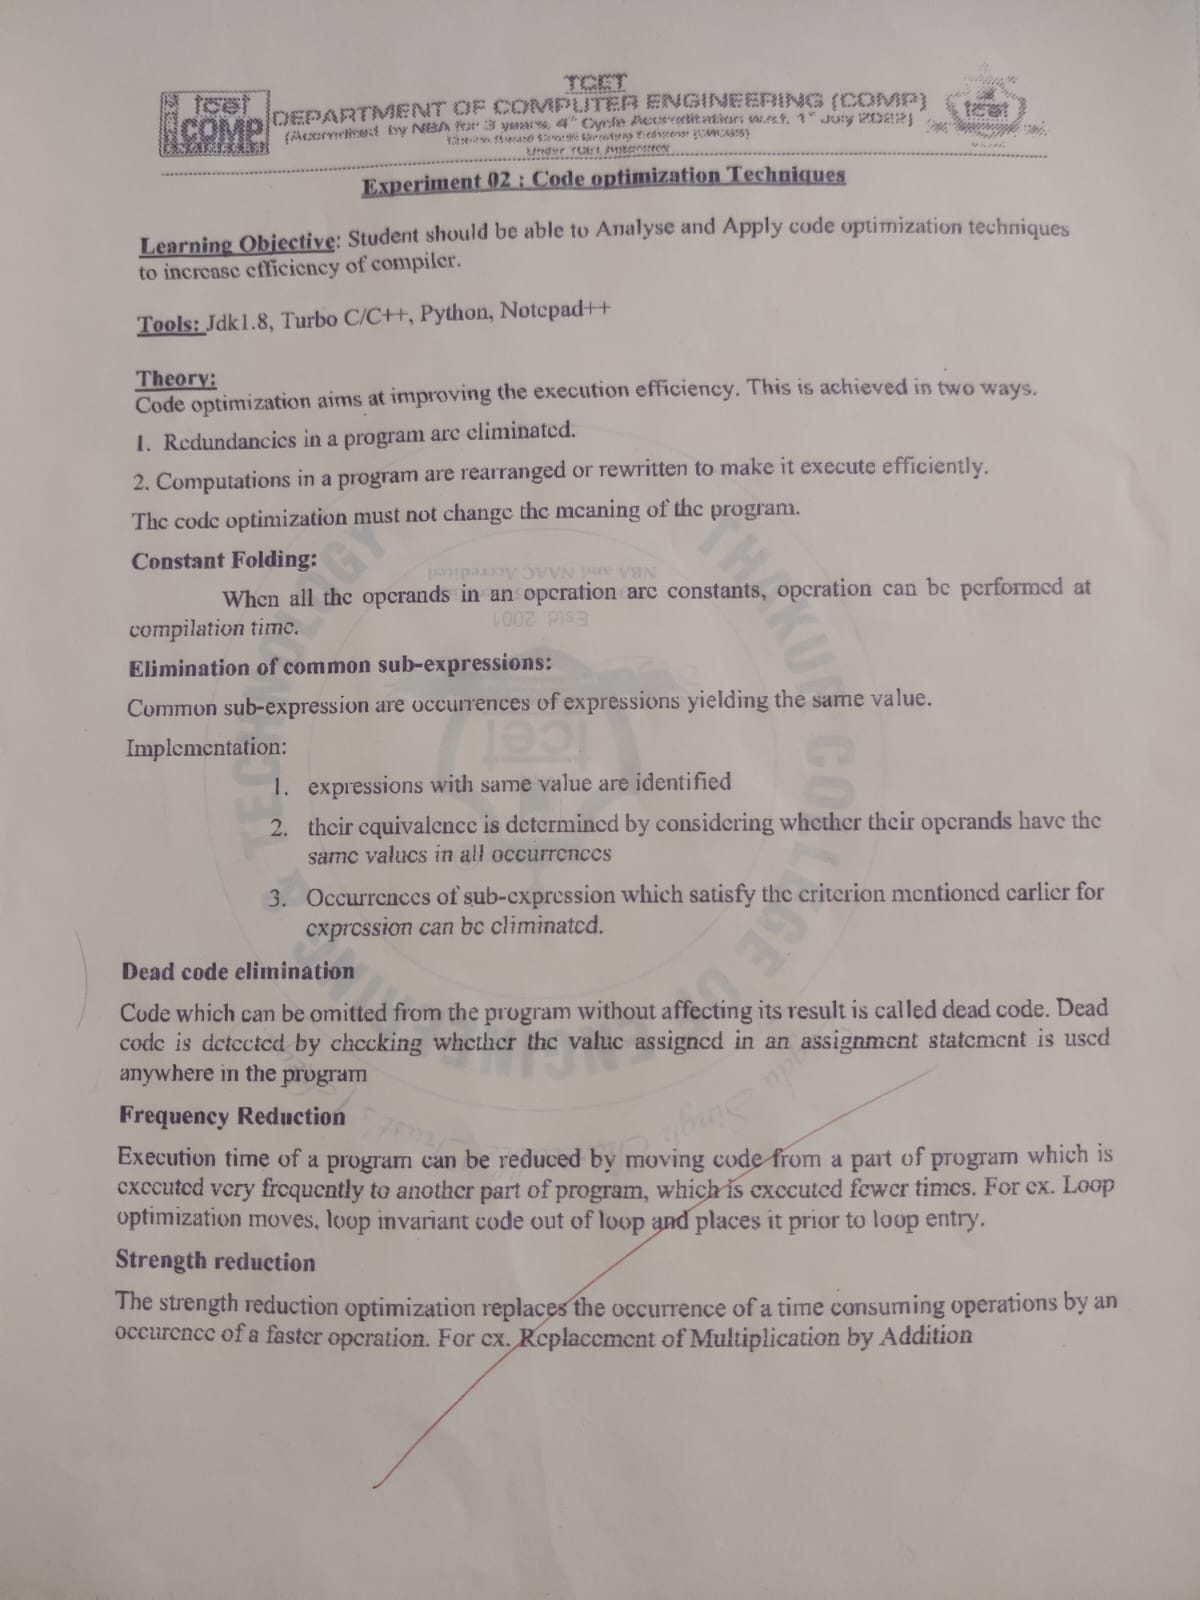 TCET
tcet
COMP
DEPARTMENT OF COMPUTER ENGINEERING (COMP)
(Accredited by NBA for 3 years, 4th Cycle Accreditation w.e.f. 1st July 2022)
Under TCET Autonomy
tcet
Experiment 02 : Code optimization Techniques
Learning Objective: Student should be able to Analyse and Apply code optimization techniques
to increase efficiency of compiler.
Tools: Jdk1.8, Turbo C/C++, Python, Notepad++
Theory:
Code optimization aims at improving the execution efficiency. This is achieved in two ways.
1. Redundancies in a program are eliminated.
2. Computations in a program are rearranged or rewritten to make it execute efficiently.
The code optimization must not change the meaning of the program.
Constant Folding:
When all the operands in an operation are constants, operation can be performed at
compilation time.
Elimination of common sub-expressions:
Common sub-expression are occurrences of expressions yielding the same value.
Implementation:
1. expressions with same value are identified
2. their equivalence is determined by considering whether their operands have the
same values in all occurrences
3. Occurrences of sub-expression which satisfy the criterion mentioned earlier for
expression can be eliminated.
Dead code elimination
Code which can be omitted from the program without affecting its result is called dead code. Dead
code is detected by checking whether the value assigned in an assignment statement is used
anywhere in the program
Frequency Reduction
Execution time of a program can be reduced by moving code from a part of program which is
executed very frequently to another part of program, which is executed fewer times. For ex. Loop
optimization moves, loop invariant code out of loop and places it prior to loop entry.
Strength reduction
The strength reduction optimization replaces the occurrence of a time consuming operations by an
occurence of a faster operation. For ex. Replacement of Multiplication by Addition
THAKUR COLLEGE OF ENGINEERING & TECHNOLOGY
NBA and NAAC Accredited
Estd 2001
tcet